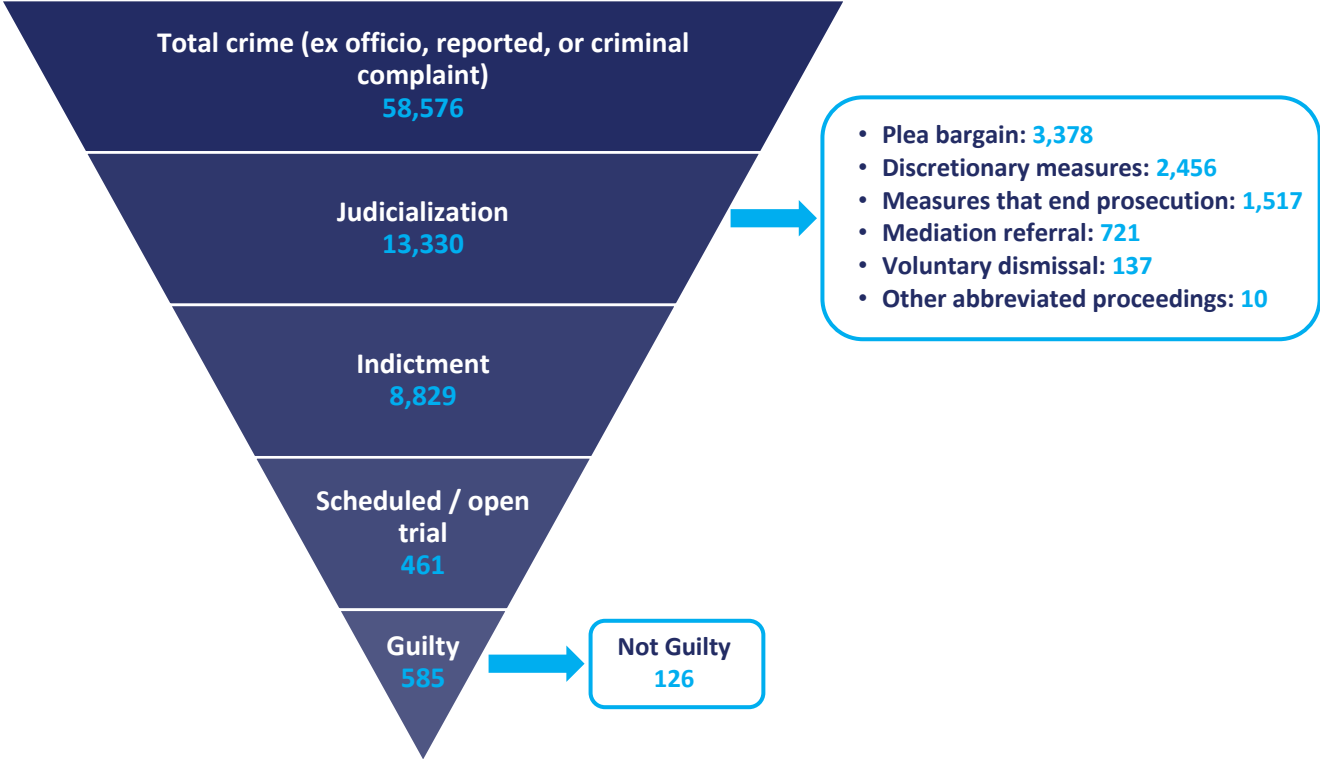 Total crime (ex officio, reported, or criminal
complaint)
58,576
Judicialization
13,330
• Plea bargain: 3,378
• Discretionary measures: 2,456
• Measures that end prosecution: 1,517
• Mediation referral: 721
• Voluntary dismissal: 137
• Other abbreviated proceedings: 10
Indictment
8,829
Scheduled / open
trial
461
Guilty
585
Not Guilty
126